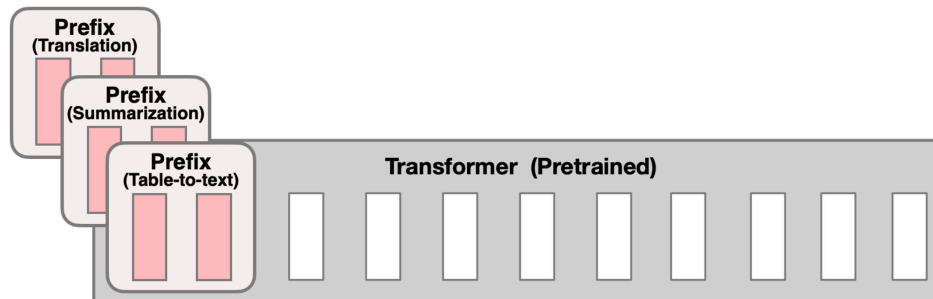 Prefix
(Translation)
Prefix
(Summarization)
Prefix
(Table-to-text)
Transformer (Pretrained)